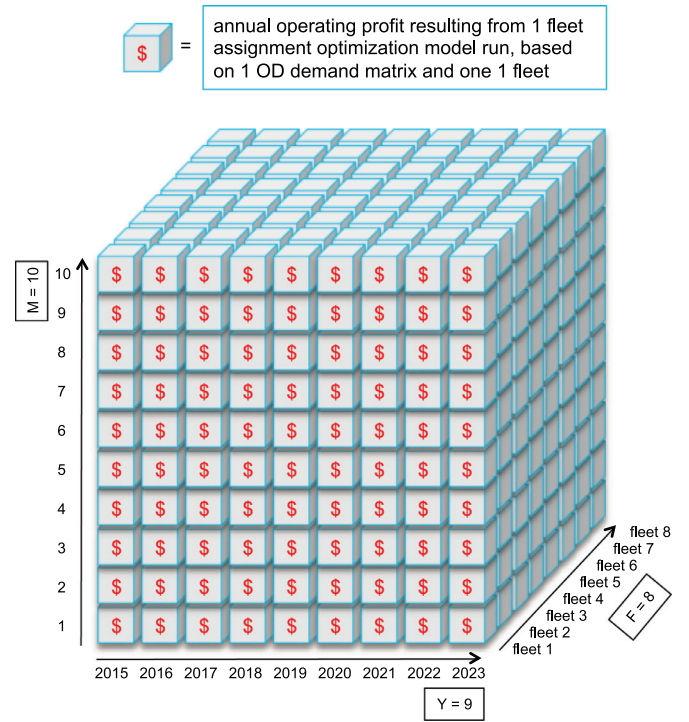 $ = annual operating profit resulting from 1 fleet
assignment optimization model run, based
on 1 OD demand matrix and one 1 fleet
M = 10
10 $ $ $ $ $ $ $ $ $
9 $ $ $ $ $ $ $ $ $
8 $ $ $ $ $ $ $ $ $
7 $ $ $ $ $ $ $ $ $
6 $ $ $ $ $ $ $ $ $
5 $ $ $ $ $ $ $ $ $
4 $ $ $ $ $ $ $ $ $
3 $ $ $ $ $ $ $ $ $
2 $ $ $ $ $ $ $ $ $
1 $ $ $ $ $ $ $ $ $
fleet 8
fleet 7
fleet 6
fleet 5
fleet 4
fleet 3
fleet 2
fleet 1
F = 8
2015 2016 2017 2018 2019 2020 2021 2022 2023
Y = 9